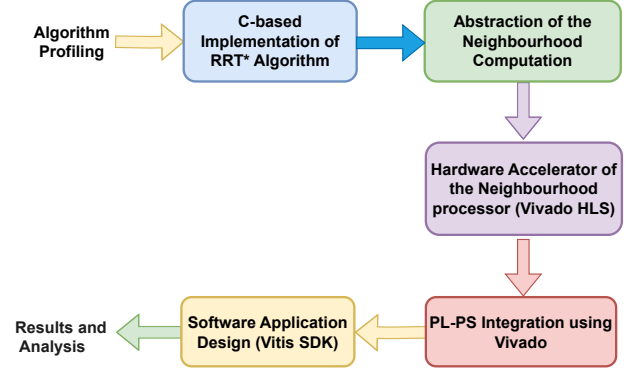 Algorithm
Profiling
C-based
Implementation of
RRT* Algorithm
Abstraction of the
Neighbourhood
Computation
Hardware Accelerator of
the Neighbourhood
processor (Vivado HLS)
PL-PS Integration using
Vivado
Software Application
Design (Vitis SDK)
Results and
Analysis